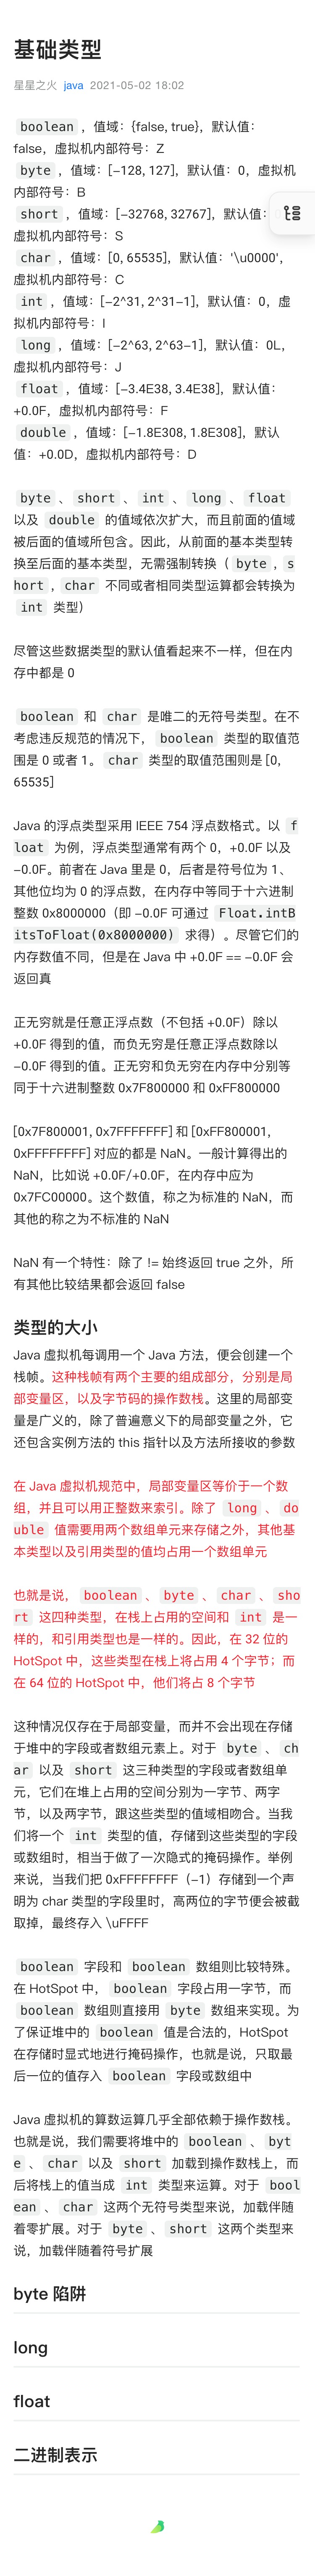 基础类型
星星之火 java 2021-05-02 18:02
boolean，值域：{false, true}，默认值：
false，虚拟机内部符号：Z
byte，值域：[-128, 127]，默认值：0，虚拟机
内部符号：B
short，值域：[-32768, 32767]，默认值：
虚拟机内部符号：S
char，值域：[0, 65535]，默认值：'\u0000'，
虚拟机内部符号：C
int，值域：[-2^31, 2^31-1]，默认值：0，虚
拟机内部符号：I
long，值域：[-2^63, 2^63-1]，默认值：0L，
虚拟机内部符号：J
float，值域：[-3.4E38, 3.4E38]，默认值：
+0.0F，虚拟机内部符号：F
double，值域：[-1.8E308, 1.8E308]，默认
值：+0.0D，虚拟机内部符号：D
byte 、 short 、 int 、 long 、 float
以及 double 的值域依次扩大，而且前面的值域
被后面的值域所包含。因此，从前面的基本类型转
换至后面的基本类型，无需强制转换（ byte，s
hort，char 不同或者相同类型运算都会转换为
int 类型）
尽管这些数据类型的默认值看起来不一样，但在内
存中都是 0
boolean 和 char 是唯二的无符号类型。在不
考虑违反规范的情况下， boolean 类型的取值范
围是 0 或者 1。 char 类型的取值范围则是 [0,
65535]
Java 的浮点类型采用 IEEE 754 浮点数格式。以 f
loat 为例，浮点类型通常有两个 0，+0.0F 以及
-0.0F。前者在 Java 里是 0，后者是符号位为 1、
其他位均为 0 的浮点数，在内存中等同于十六进制
整数 0x8000000（即 -0.0F 可通过 Float.intB
itsToFloat(0x8000000) 求得）。尽管它们的
内存数值不同，但是在 Java 中 +0.0F == -0.0F 会
返回真
正无穷就是任意正浮点数（不包括 +0.0F）除以
+0.0F 得到的值，而负无穷是任意正浮点数除以
-0.0F 得到的值。正无穷和负无穷在内存中分别等
同于十六进制整数 0x7F800000 和 0xFF800000
[0x7F800001, 0x7FFFFFFF] 和 [0xFF800001,
0xFFFFFFFF] 对应的都是 NaN。一般计算得出的
NaN，比如说 +0.0F/+0.0F，在内存中应为
0x7FC00000。这个数值，称之为标准的 NaN，而
其他的称之为不标准的 NaN
NaN 有一个特性：除了 != 始终返回 true 之外，所
有其他比较结果都会返回 false
类型的大小
Java 虚拟机每调用一个 Java 方法，便会创建一个
栈帧。这种栈帧有两个主要的组成部分，分别是局
部变量区，以及字节码的操作数栈。这里的局部变
量是广义的，除了普遍意义下的局部变量之外，它
还包含实例方法的 this 指针以及方法所接收的参数
在 Java 虚拟机规范中，局部变量区等价于一个数
组，并且可以用正整数来索引。除了 long 、 do
uble 值需要用两个数组单元来存储之外，其他基
本类型以及引用类型的值均占用一个数组单元
也就是说， boolean 、 byte 、 char 、 sho
rt 这四种类型，在栈上占用的空间和 int 是一
样的，和引用类型也是一样的。因此，在 32 位的
HotSpot 中，这些类型在栈上将占用 4 个字节；而
在 64 位的 HotSpot 中，他们将占 8 个字节
这种情况仅存在于局部变量，而并不会出现在存储
于堆中的字段或者数组元素上。对于 byte 、 ch
ar 以及 short 这三种类型的字段或者数组单
元，它们在堆上占用的空间分别为一字节、两字
节，以及两字节，跟这些类型的值域相吻合。当我
们将一个 int 类型的值，存储到这些类型的字段
或数组时，相当于做了一次隐式的掩码操作。举例
来说，当我们把 0xFFFFFFFF（-1）存储到一个声
明为 char 类型的字段里时，高两位的字节便会被截
取掉，最终存入 \uFFFF
boolean 字段和 boolean 数组则比较特殊。
在 HotSpot 中， boolean 字段占用一字节，而
boolean 数组则直接用 byte 数组来实现。为
了保证堆中的 boolean 值是合法的，HotSpot
在存储时显式地进行掩码操作，也就是说，只取最
后一位的值存入 boolean 字段或数组中
Java 虚拟机的算数运算几乎全部依赖于操作数栈。
也就是说，我们需要将堆中的 boolean 、 byt
e 、 char 以及 short 加载到操作数栈上，而
后将栈上的值当成 int 类型来运算。对于 bool
ean 、 char 这两个无符号类型来说，加载伴随
着零扩展。对于 byte 、 short 这两个类型来
说，加载伴随着符号扩展
byte 陷阱
long
float
二进制表示